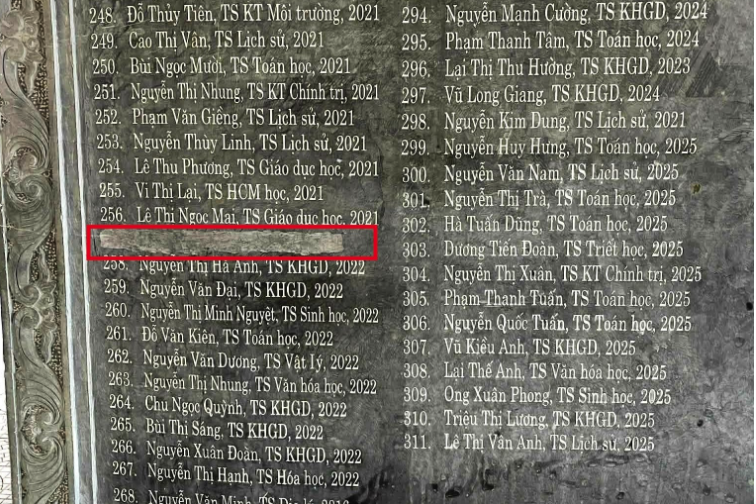 248. Đỗ Thủy Tiên, TS KT Môi trường, 2021
249. Cao Thị Vân, TS Lịch sử, 2021
250. Bùi Ngọc Mười, TS Toán học, 2021
251. Nguyễn Thị Nhung, TS KT Chính trị, 2021
252. Phạm Văn Giềng, TS Lịch sử, 2021
253. Nguyễn Thùy Linh, TS Lịch sử, 2021
254. Lê Thu Phương, TS Giáo dục học, 2021
255. Vi Thị Lại, TS HCM học, 2021
256. Lê Thị Ngọc Mai, TS Giáo dục học, 2021
258. Nguyễn Thị Hà Anh, TS KHGD, 2022
259. Nguyễn Văn Đại, TS KHGD, 2022
260. Nguyễn Thị Minh Nguyệt, TS Sinh học, 2022
261. Đỗ Văn Kiên, TS Toán học, 2022
262. Nguyễn Văn Dương, TS Vật lý, 2022
263. Nguyễn Thị Nhung, TS Văn hóa học, 2022
264. Chu Ngọc Quỳnh, TS KHGD, 2022
265. Bùi Thị Sáng, TS KHGD, 2022
266. Nguyễn Xuân Đoàn, TS KHGD, 2022
267. Nguyễn Thị Hạnh, TS Hóa học, 2022
268. Nguyễn Văn Minh, TS
294. Nguyễn Mạnh Cường, TS KHGD, 2024
295. Phạm Thanh Tâm, TS Toán học, 2024
296. Lại Thị Thu Hường, TS KHGD, 2023
297. Vũ Long Giang, TS KHGD, 2024
298. Nguyễn Kim Dung, TS Lịch sử, 2021
299. Nguyễn Huy Hưng, TS Toán học, 2025
300. Nguyễn Văn Nam, TS Lịch sử, 2025
301. Nguyễn Thị Trà, TS Toán học, 2025
302. Hà Tuấn Dũng, TS Toán học, 2025
303. Dương Tiến Đoàn, TS Triết học, 2025
304. Nguyễn Thị Xuân, TS KT Chính trị, 2025
305. Phạm Thanh Tuấn, TS Toán học, 2025
306. Nguyễn Quốc Tuấn, TS Toán học, 2025
307. Vũ Kiều Anh, TS KHGD, 2025
308. Lại Thế Anh, TS Văn hóa học, 2025
309. Ong Xuân Phong, TS Sinh học, 2025
310. Triệu Thị Lương, TS KHGD, 2025
311. Lê Thị Vân Anh, TS Lịch sử, 2025